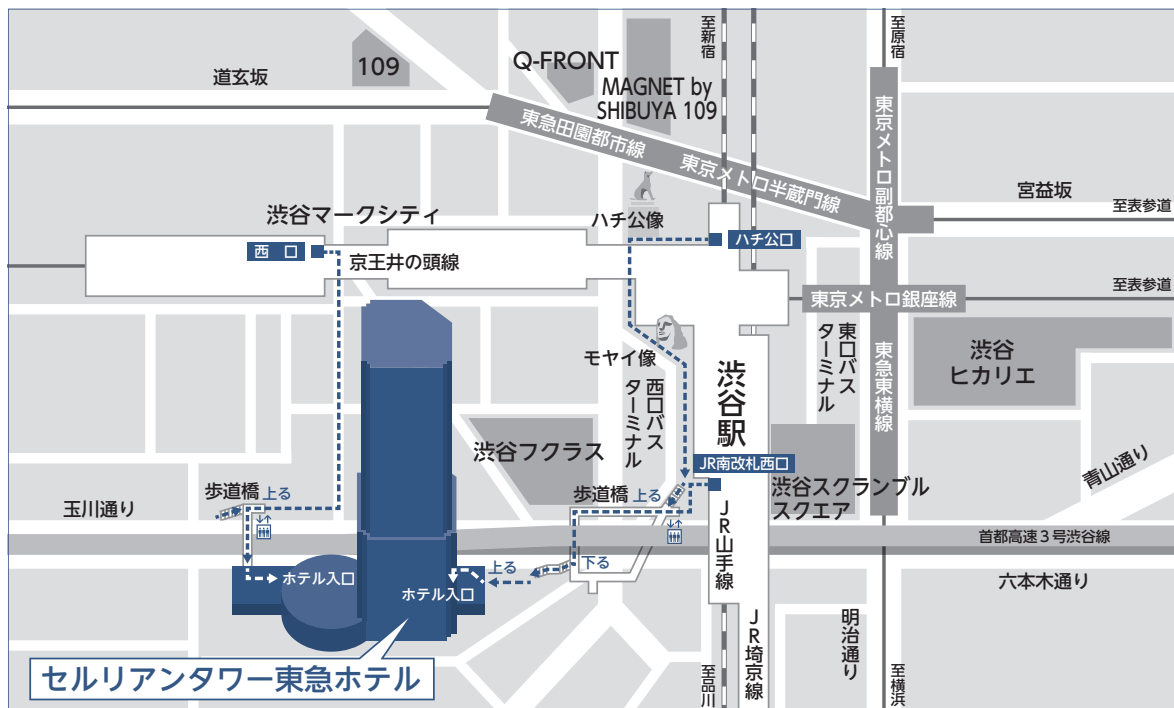 至新宿
至原宿
道玄坂
109
Q-FRONT
MAGNET by
SHIBUYA 109
東急田園都市線
東京メトロ半蔵門線
東京メトロ副都心線
宮益坂
至表参道
渋谷マークシティ
ハチ公像
西 口
ハチ公口
京王井の頭線
東京メトロ銀座線
至表参道
モヤイ像
東口バス
ターミナル
東急東横線
渋谷
ヒカリエ
西口バス
ターミナル
渋谷駅
渋谷フクラス
JR南改札西口
渋谷スクランブル
スクエア
青山通り
玉川通り
歩道橋
上る
歩道橋
上る
JR山手線
首都高速3号渋谷線
下る
上る
ホテル入口
ホテル入口
六本木通り
JR埼京線
明治通り
セルリアンタワー東急ホテル
至品川
至横浜